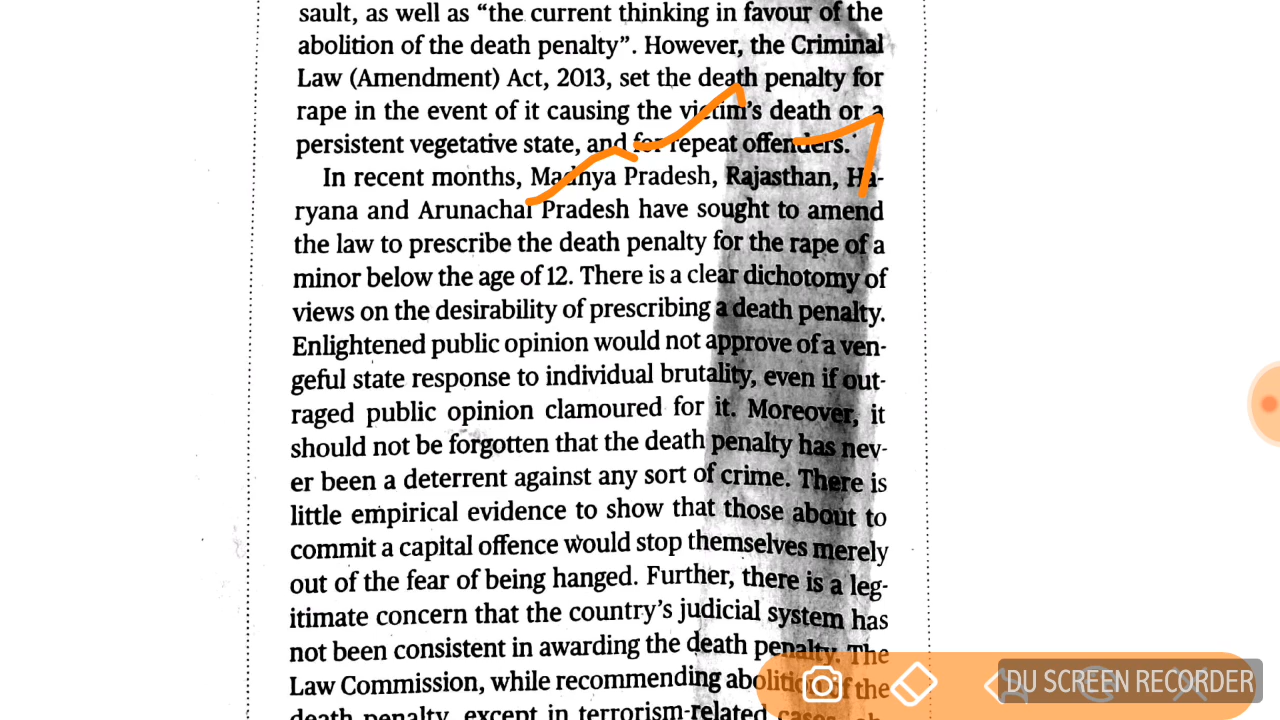 sault, as well as “the current thinking in favour of the
abolition of the death penalty”. However, the Criminal
Law (Amendment) Act, 2013, set the death penalty for
rape in the event of it causing the victim’s death or a
persistent vegetative state, and for repeat offenders.
In recent months, Madhya Pradesh, Rajasthan, Ha-
ryana and Arunachal Pradesh have sought to amend
the law to prescribe the death penalty for the rape of a
minor below the age of 12. There is a clear dichotomy of
views on the desirability of prescribing a death penalty.
Enlightened public opinion would not approve of a ven-
geful state response to individual brutality, even if out-
raged public opinion clamoured for it. Moreover, it
should not be forgotten that the death penalty has nev-
er been a deterrent against any sort of crime. There is
little empirical evidence to show that those about to
commit a capital offence would stop themselves merely
out of the fear of being hanged. Further, there is a leg-
itimate concern that the country’s judicial system has
not been consistent in awarding the death penalty. The
Law Commission, while recommending abolition of the
death penalty, except in terrorism-related cases
DU SCREEN RECORDER